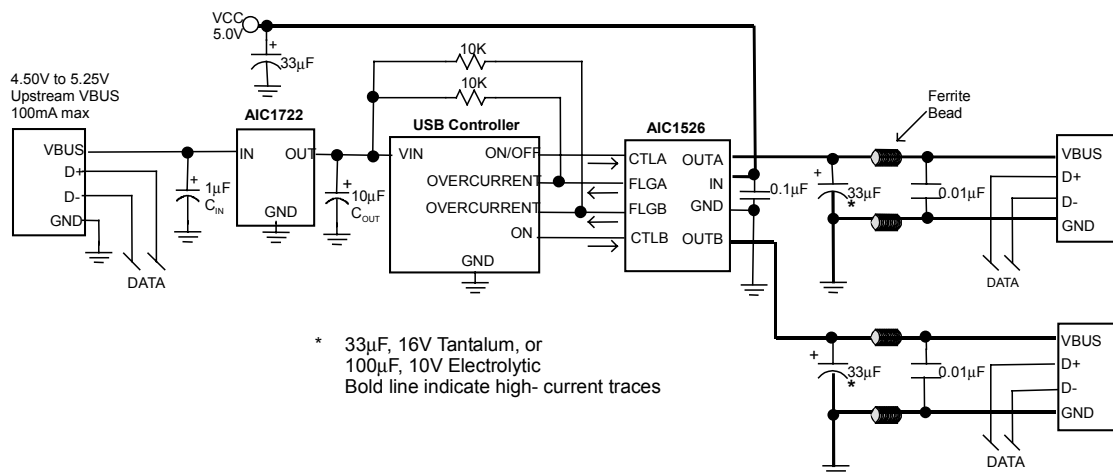 VCC
5.0V
+
33µF
10K
10K
4.50V to 5.25V
Upstream VBUS
100mA max
VBUS
D+
D-
GND
DATA
+
1µF
CIN
AIC1722
IN
OUT
GND
+
10µF
COUT
USB Controller
VIN
ON/OFF
OVERCURRENT
OVERCURRENT
ON
GND
AIC1526
CTLA
FLGA
FLGB
CTLB
OUTA
IN
GND
OUTB
0.1µF
Ferrite
Bead
+
33µF
*
0.01µF
VBUS
D+
D-
GND
DATA
+
33µF
*
0.01µF
VBUS
D+
D-
GND
DATA
* 33µF, 16V Tantalum, or
100µF, 10V Electrolytic
Bold line indicate high- current traces